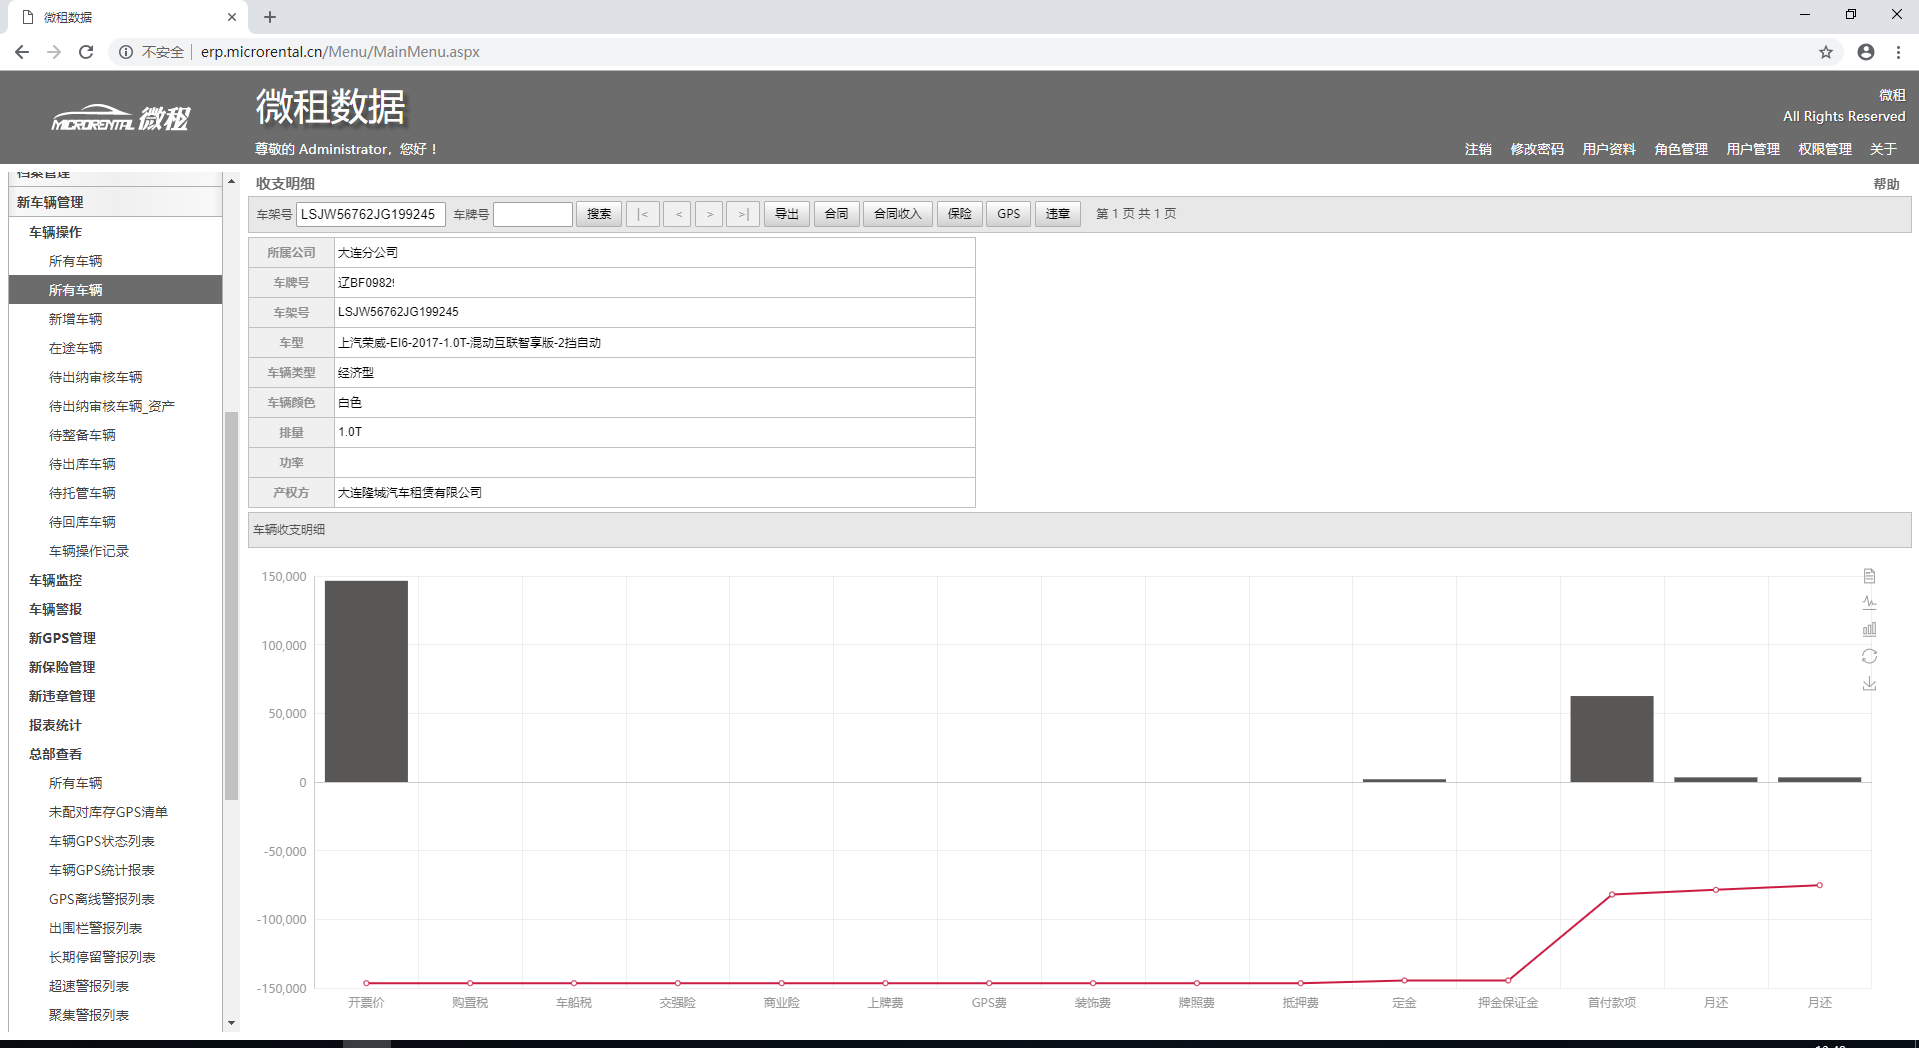 微租数据
不安全 erp.microrental.cn/Menu/MainMenu.aspx
MICRORENTAL 微租
微租数据
尊敬的 Administrator，您好！
微租
All Rights Reserved
注销 修改密码 用户资料 角色管理 用户管理 权限管理 关于
档案管理
新车辆管理
车辆操作
所有车辆
所有车辆
新增车辆
在途车辆
待出纳审核车辆
待出纳审核车辆_资产
待整备车辆
待出库车辆
待托管车辆
待回库车辆
车辆操作记录
车辆监控
车辆警报
新GPS管理
新保险管理
新违章管理
报表统计
总部查看
所有车辆
未配对库存GPS清单
车辆GPS状态列表
车辆GPS统计报表
GPS离线警报列表
出围栏警报列表
长期停留警报列表
超速警报列表
聚集警报列表
收支明细 帮助
车架号 LSJW56762JG199245 车牌号 搜索 |< < > >| 导出 合同 合同收入 保险 GPS 违章 第 1 页 共 1 页
所属公司 大连分公司
车牌号 辽BF0982
车架号 LSJW56762JG199245
车型 上汽荣威-EI6-2017-1.0T-混动互联智享版-2挡自动
车辆类型 经济型
车辆颜色 白色
排量 1.0T
功率
产权方 大连隆域汽车租赁有限公司
车辆收支明细
150,000
100,000
50,000
0
-50,000
-100,000
-150,000
开票价 购置税 车船税 交强险 商业险 上牌费 GPS费 装饰费 牌照费 抵押费 定金 押金保证金 首付款项 月还 月还